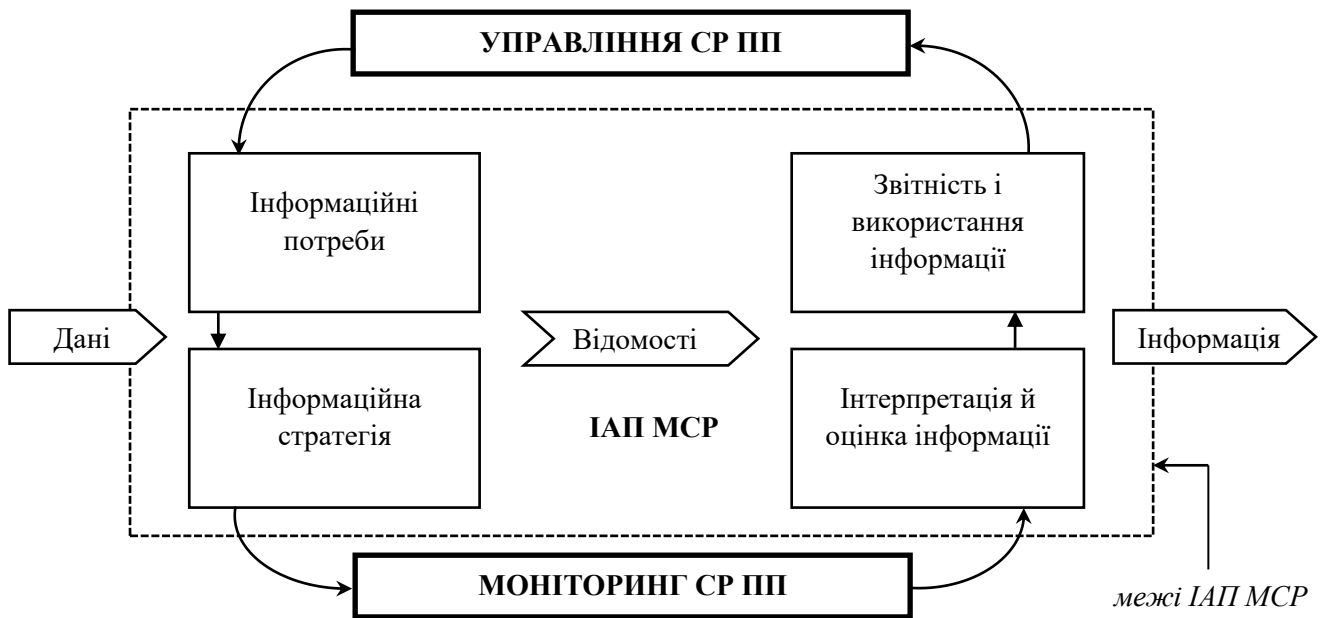 УПРАВЛІННЯ СР ПП
Інформаційні
потреби
Звітність і
використання
інформації
Дані
Відомості
Інформація
Інформаційна
стратегія
ІАП МСР
Інтерпретація й
оцінка інформації
МОНІТОРИНГ СР ПП
межі ІАП МСР